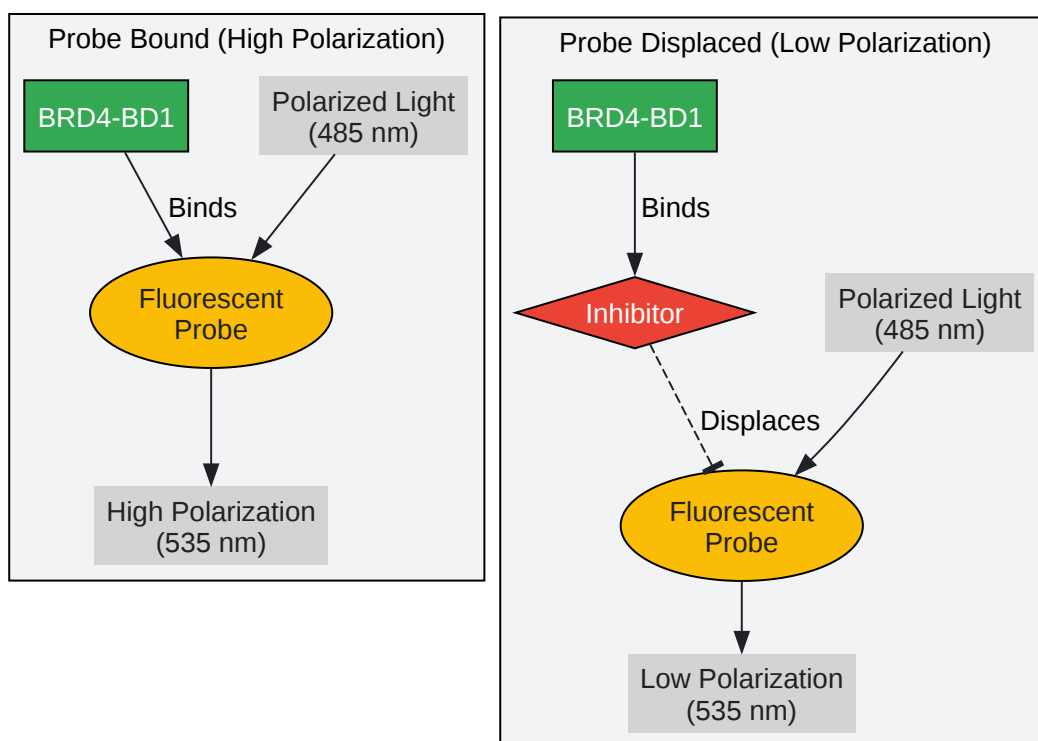 Probe Bound (High Polarization)
BRD4-BD1
Polarized Light
(485 nm)
Binds
Fluorescent
Probe
High Polarization
(535 nm)
Probe Displaced (Low Polarization)
BRD4-BD1
Binds
Inhibitor
Polarized Light
(485 nm)
Displaces
Fluorescent
Probe
Low Polarization
(535 nm)